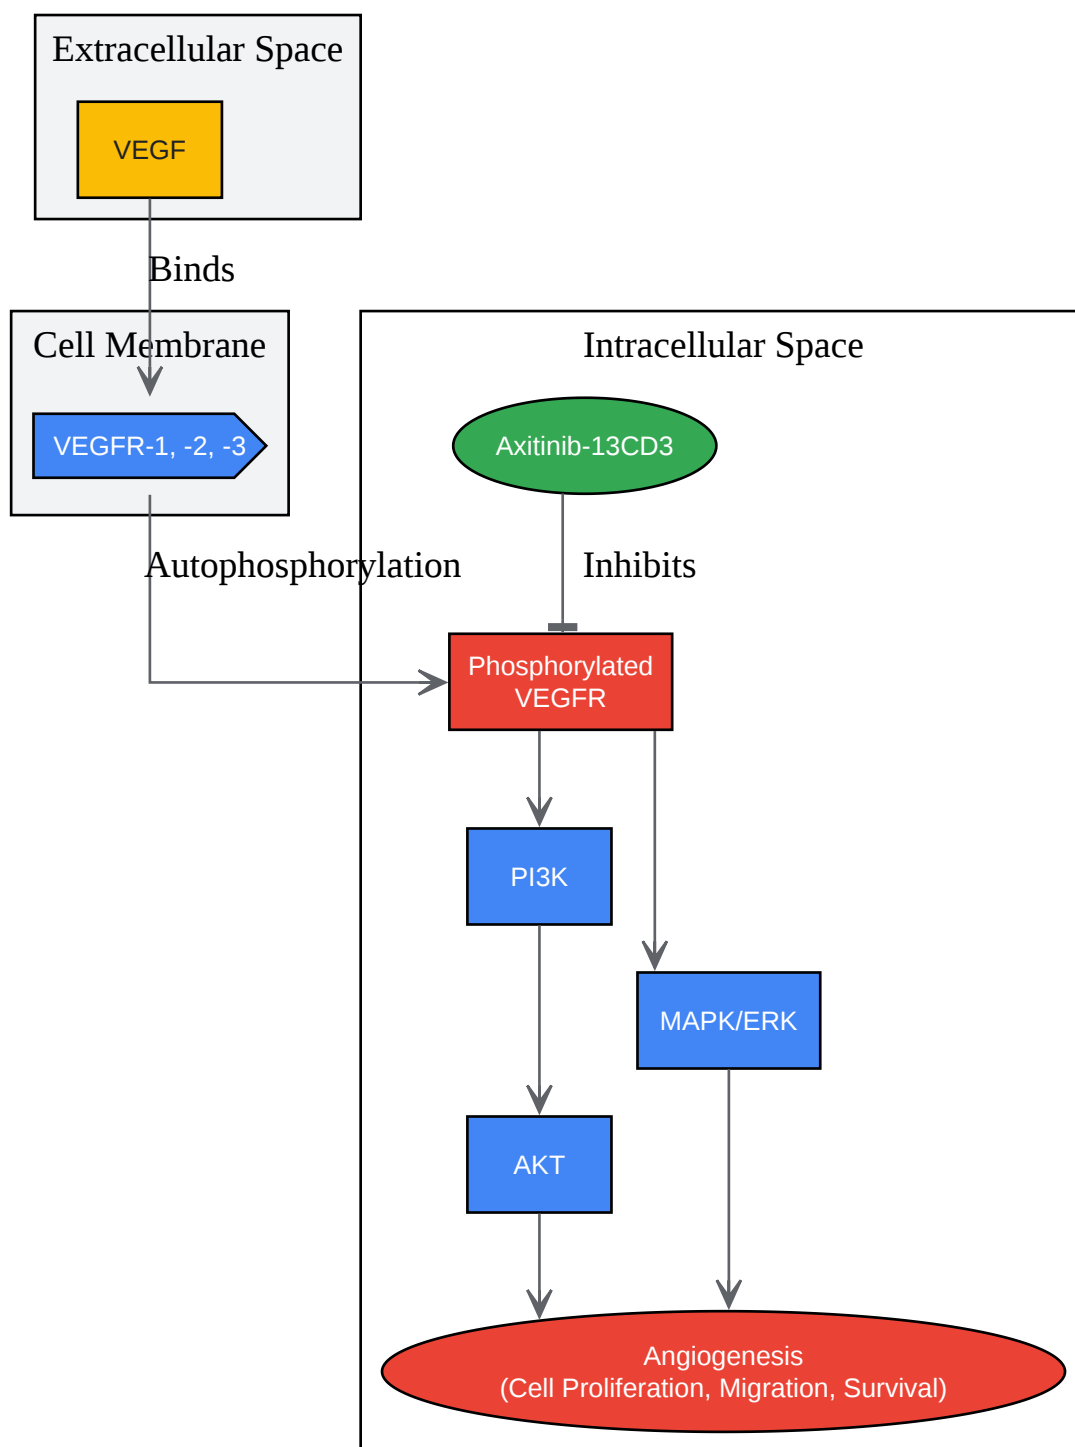 Extracellular Space
VEGF
Binds
Cell Membrane
VEGFR-1, -2, -3
Intracellular Space
Axitinib-13CD3
Autophosphorylation
Inhibits
Phosphorylated
VEGFR
PI3K
MAPK/ERK
AKT
Angiogenesis
(Cell Proliferation, Migration, Survival)